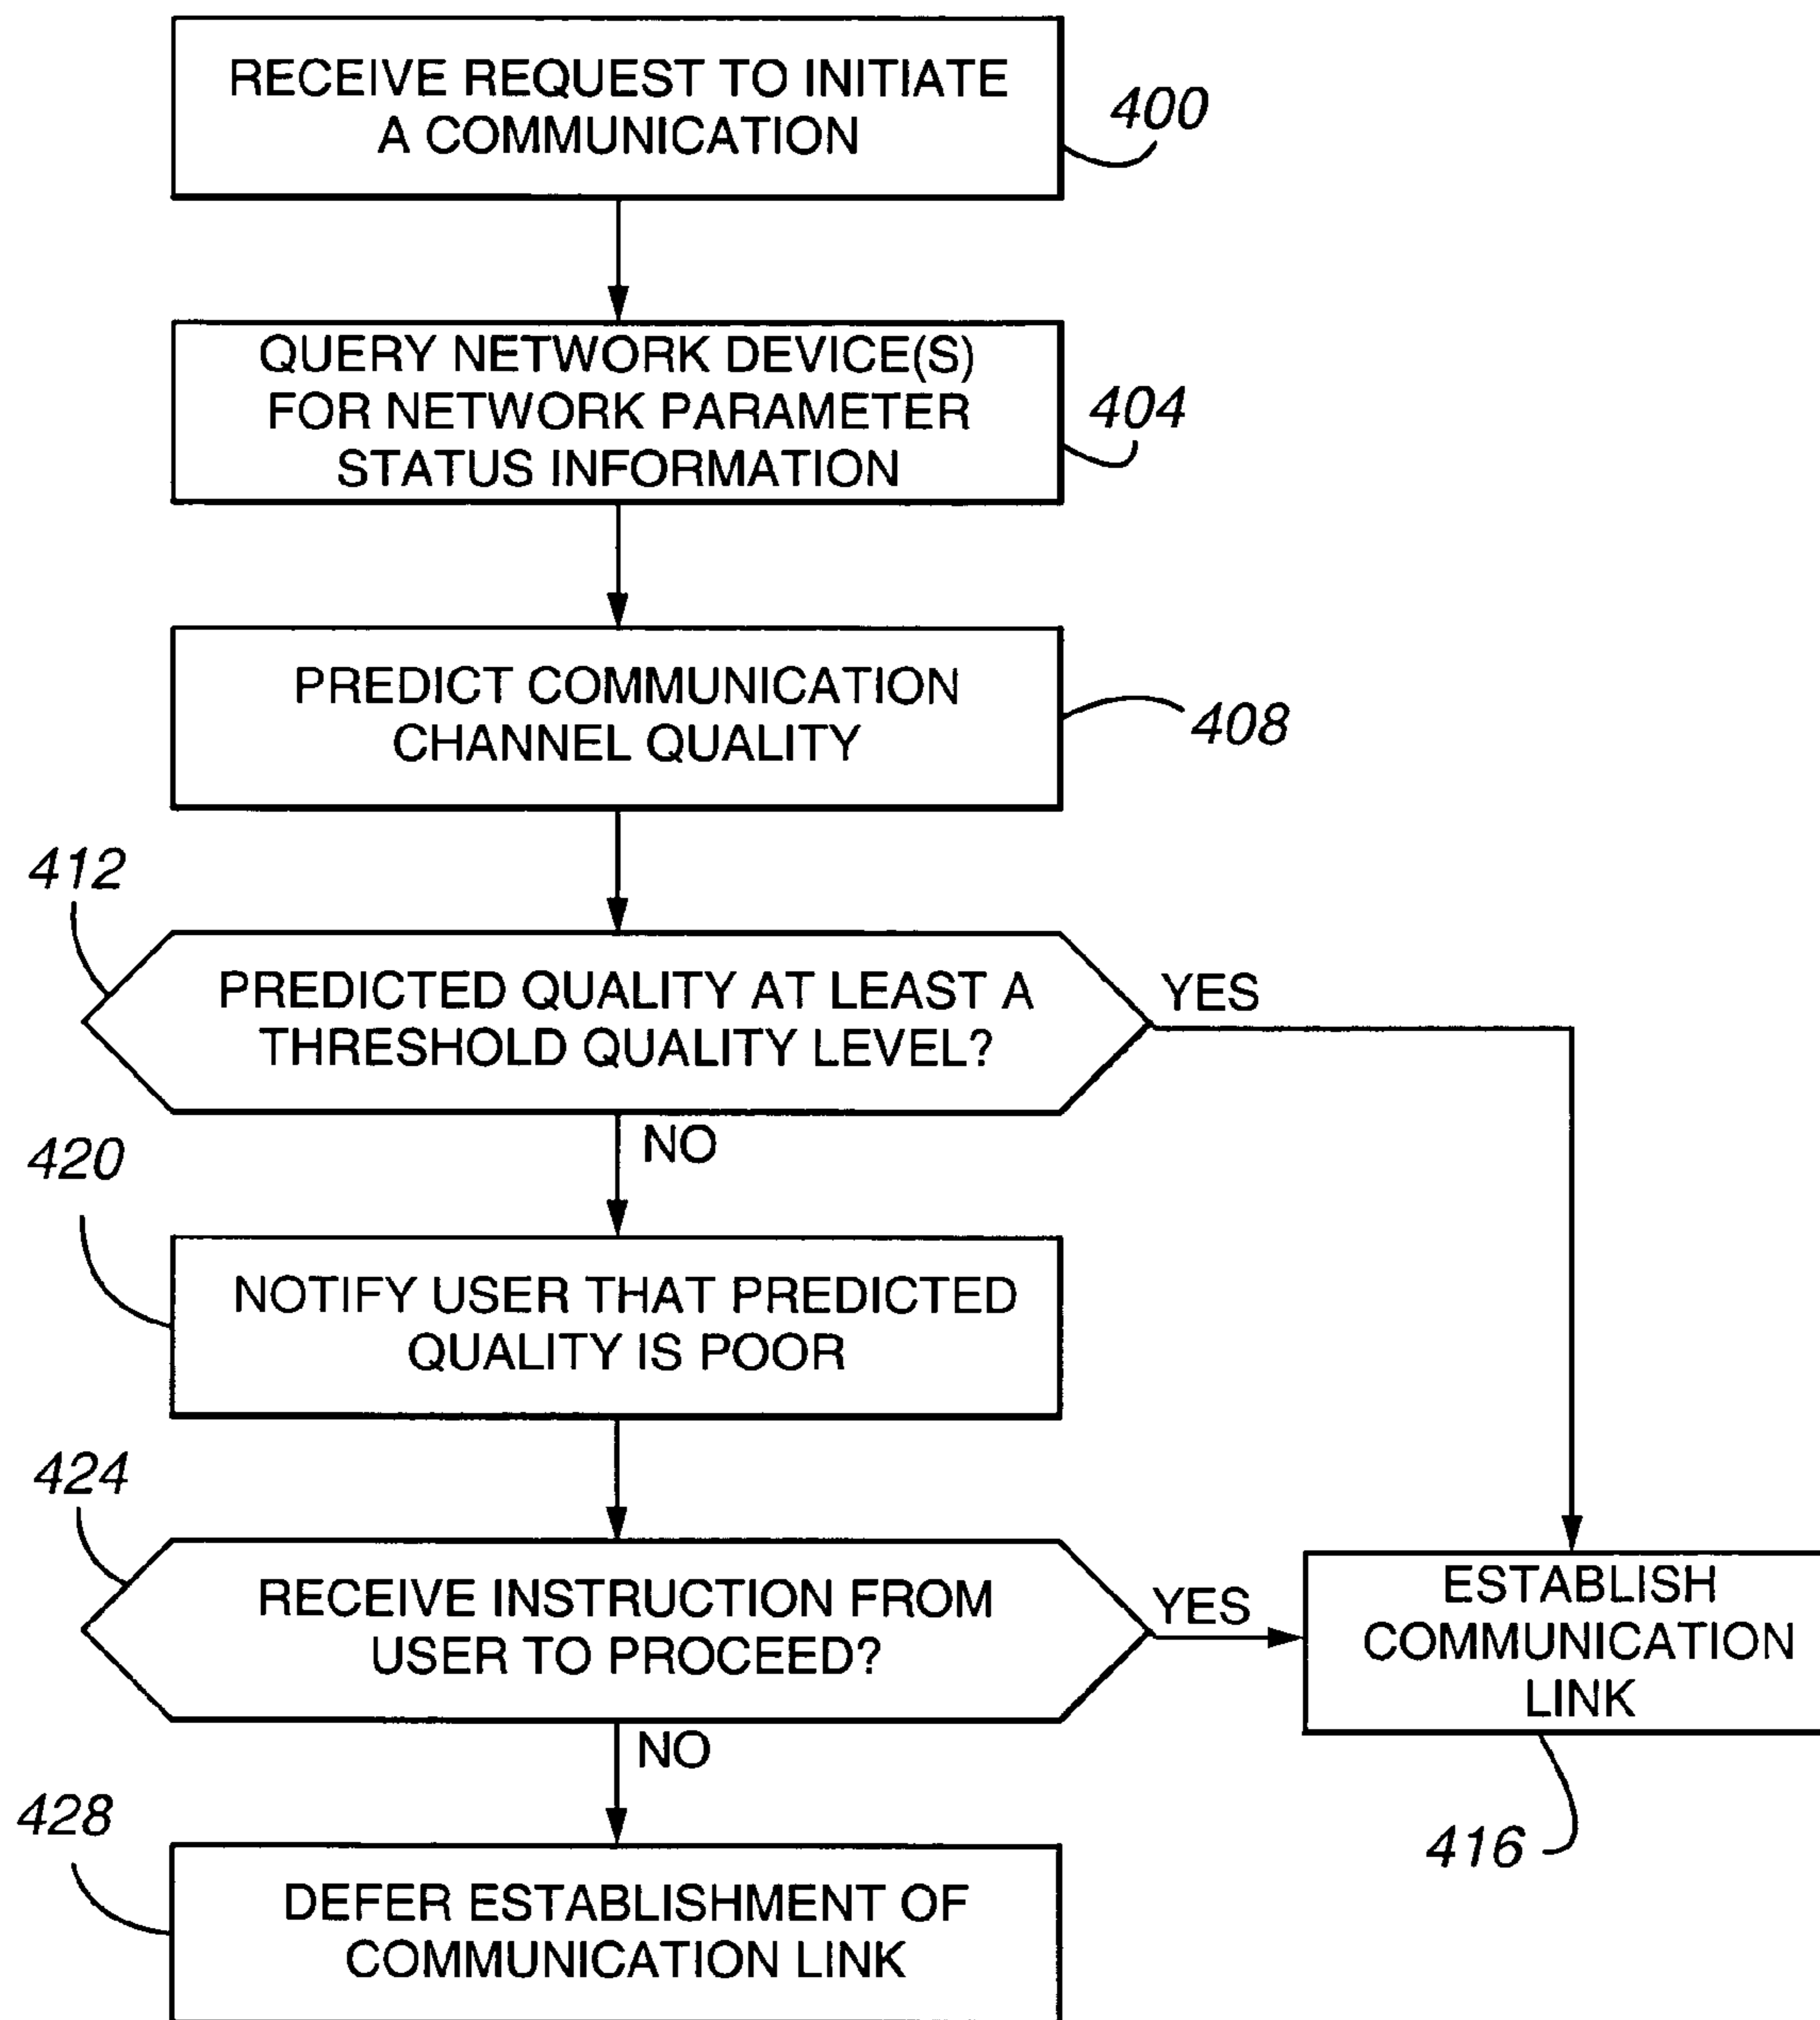 RECEIVE REQUEST TO INITIATE
A COMMUNICATION
400
QUERY NETWORK DEVICE(S)
FOR NETWORK PARAMETER
STATUS INFORMATION
404
PREDICT COMMUNICATION
CHANNEL QUALITY
408
412
PREDICTED QUALITY AT LEAST A
THRESHOLD QUALITY LEVEL?
YES
NO
420
NOTIFY USER THAT PREDICTED
QUALITY IS POOR
424
RECEIVE INSTRUCTION FROM
USER TO PROCEED?
YES
ESTABLISH
COMMUNICATION
LINK
416
NO
428
DEFER ESTABLISHMENT OF
COMMUNICATION LINK